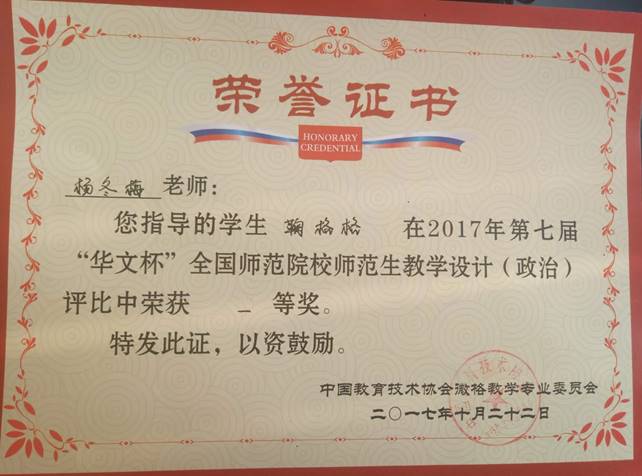 荣誉证书
HONORARY
CREDENTIAL
杨冬梅 老师：
您指导的学生 鞠格格 在2017年第七届
“华文杯”全国师范院校师范生教学设计（政治）
评比中荣获 一 等奖。
特发此证，以资鼓励。
中国教育技术协会微格教学专业委员会
二〇一七年十月二十二日